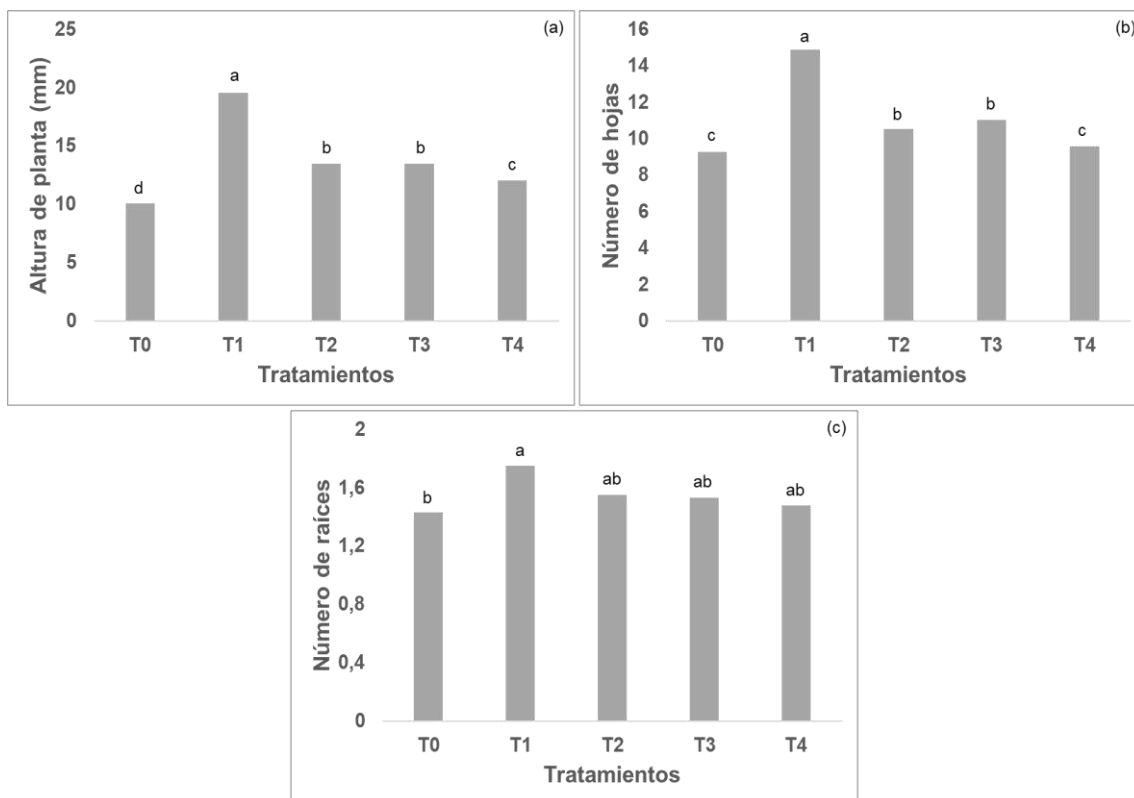 (a)
Altura de planta (mm)
25
20
15
10
5
0
d
a
b
b
c
T0 T1 T2 T3 T4
Tratamientos
(b)
Número de hojas
16
14
12
10
8
6
4
2
0
c
a
b
b
c
T0 T1 T2 T3 T4
Tratamientos
(c)
Número de raíces
2
1,6
1,2
0,8
0,4
0
b
a
ab
ab
ab
T0 T1 T2 T3 T4
Tratamientos